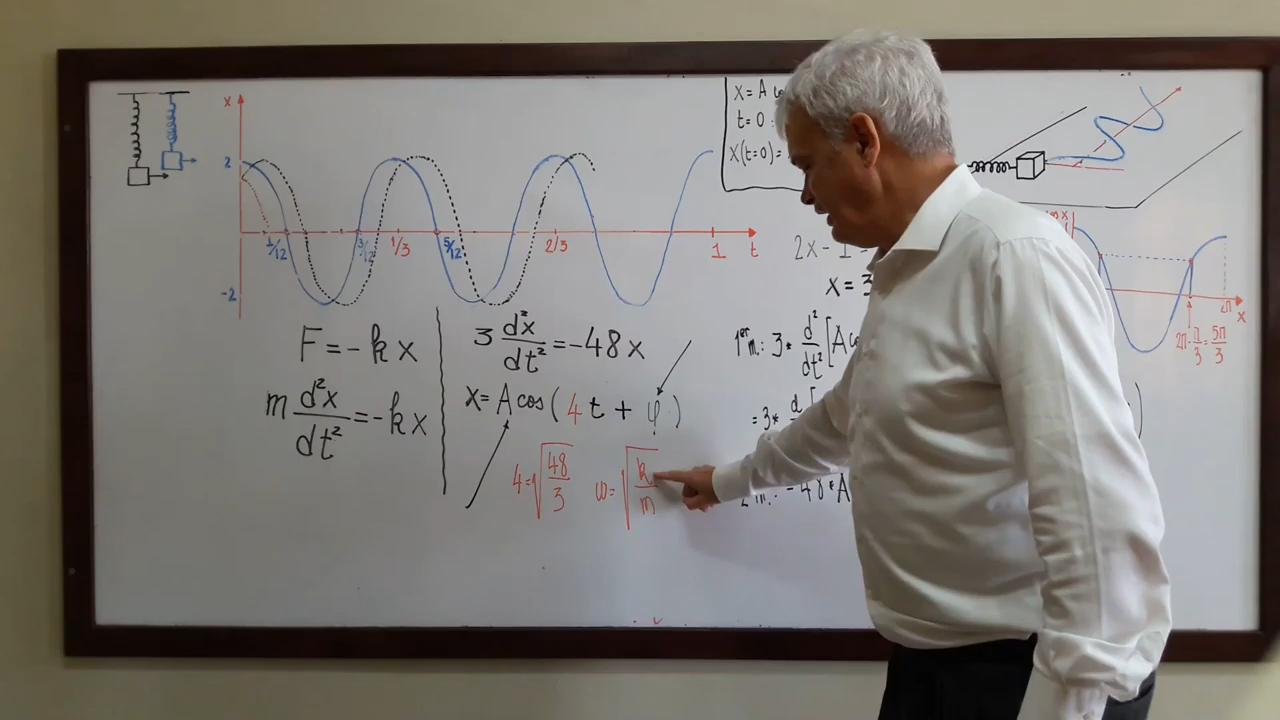 x
2
-2
1/12
3/12
1/3
5/12
2/3
1
t
F = - k x
m d²x/dt² = - k x
3 d²x/dt² = -48 x
x = A cos ( 4 t + φ )
4 = √(48/3) ω = √(k/m)
x = A
t = 0 :
x(t=0) =
2x - 1 =
x = 3
1er m. : 3 * d²/dt² [ A
= 3 * d
- 48 * A
x
2π
2π - π/3 = 5π/3